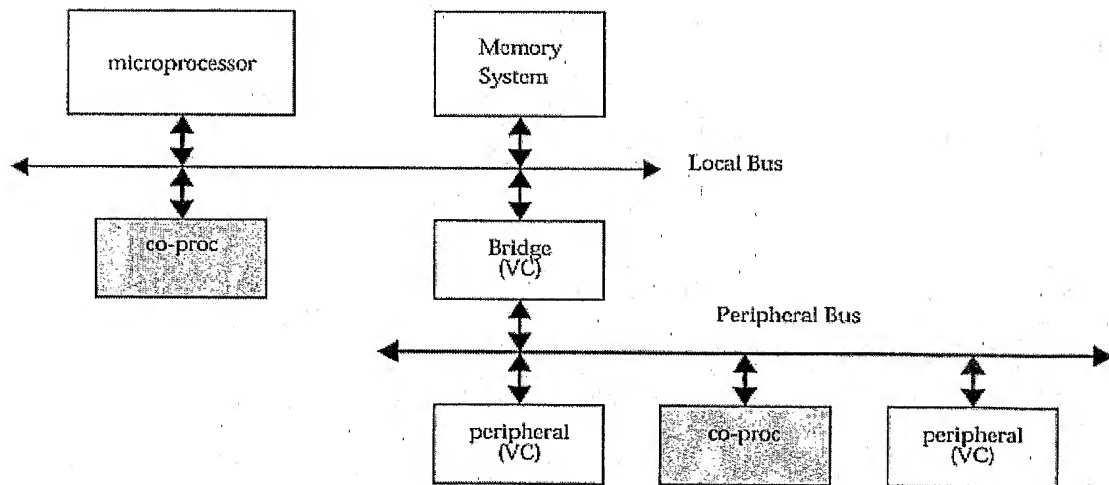 microprocessor
Memory
System
Local Bus
co-proc
Bridge
(VC)
Peripheral Bus
peripheral
(VC)
co-proc
peripheral
(VC)